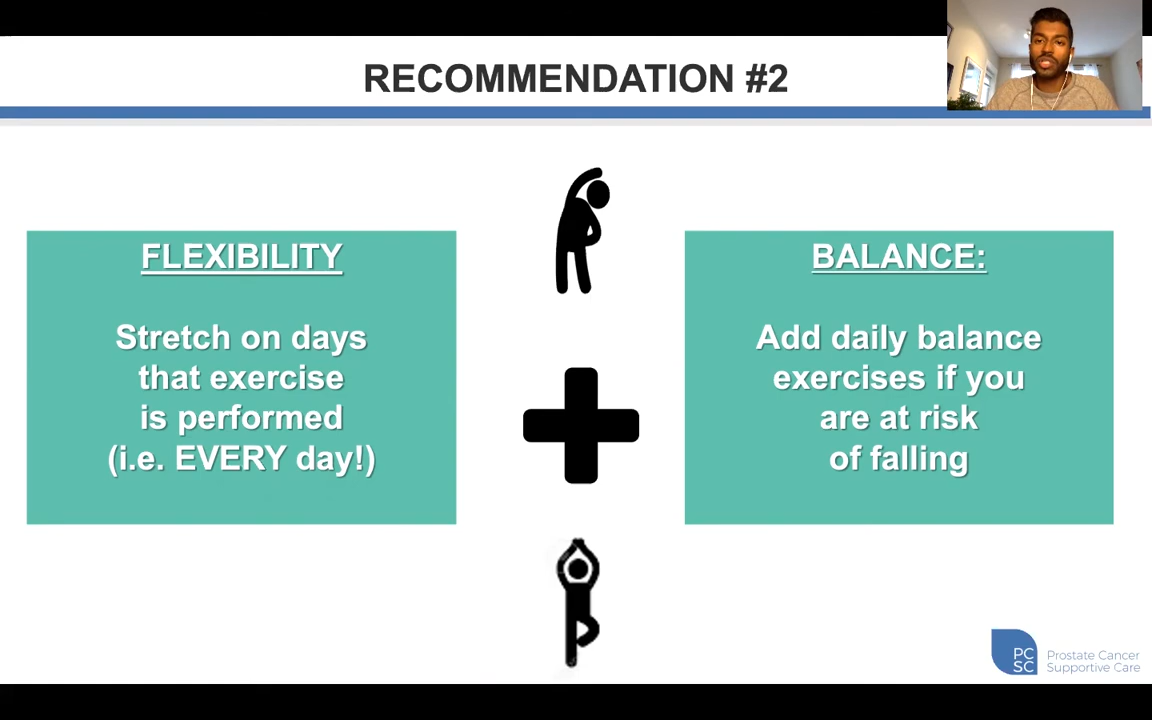 RECOMMENDATION #2
FLEXIBILITY
Stretch on days
that exercise
is performed
(i.e. EVERY day!)
BALANCE:
Add daily balance
exercises if you
are at risk
of falling
PC
SC
Prostate Cancer
Supportive Care